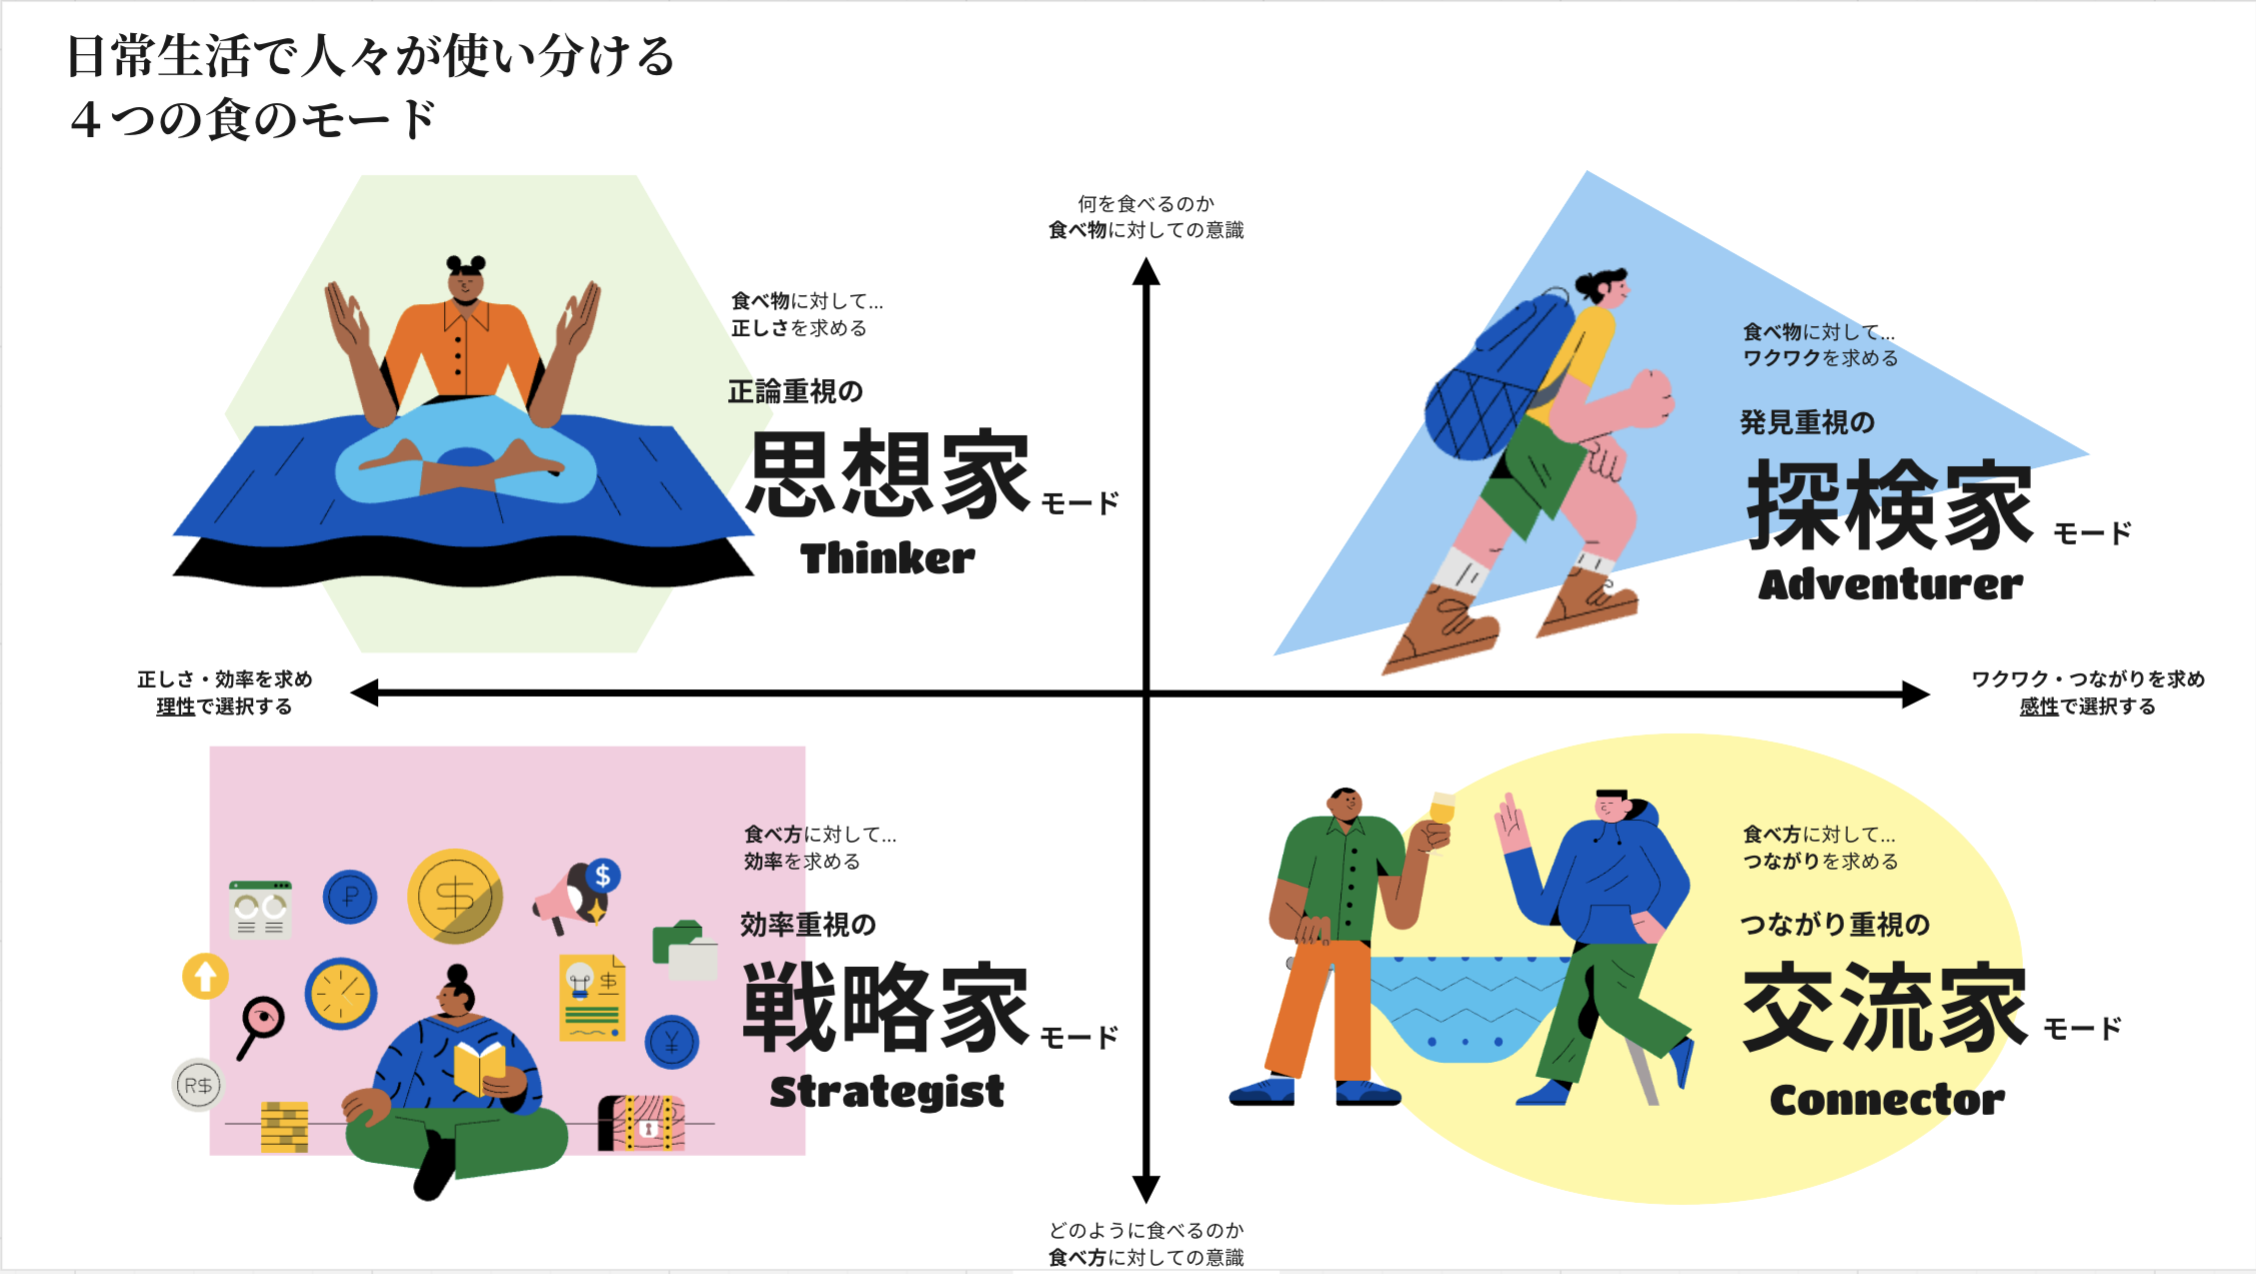 日常生活で人々が使い分ける
４つの食のモード
何を食べるのか
食べ物に対しての意識
食べ物に対して...
正しさを求める
正論重視の
思想家モード
Thinker
食べ物に対して...
ワクワクを求める
発見重視の
探検家モード
Adventurer
正しさ・効率を求め
理性で選択する
ワクワク・つながりを求め
感性で選択する
食べ方に対して...
効率を求める
効率重視の
戦略家モード
Strategist
$
$
$
₽
¥
R$
食べ方に対して...
つながりを求める
つながり重視の
交流家モード
Connector
どのように食べるのか
食べ方に対しての意識